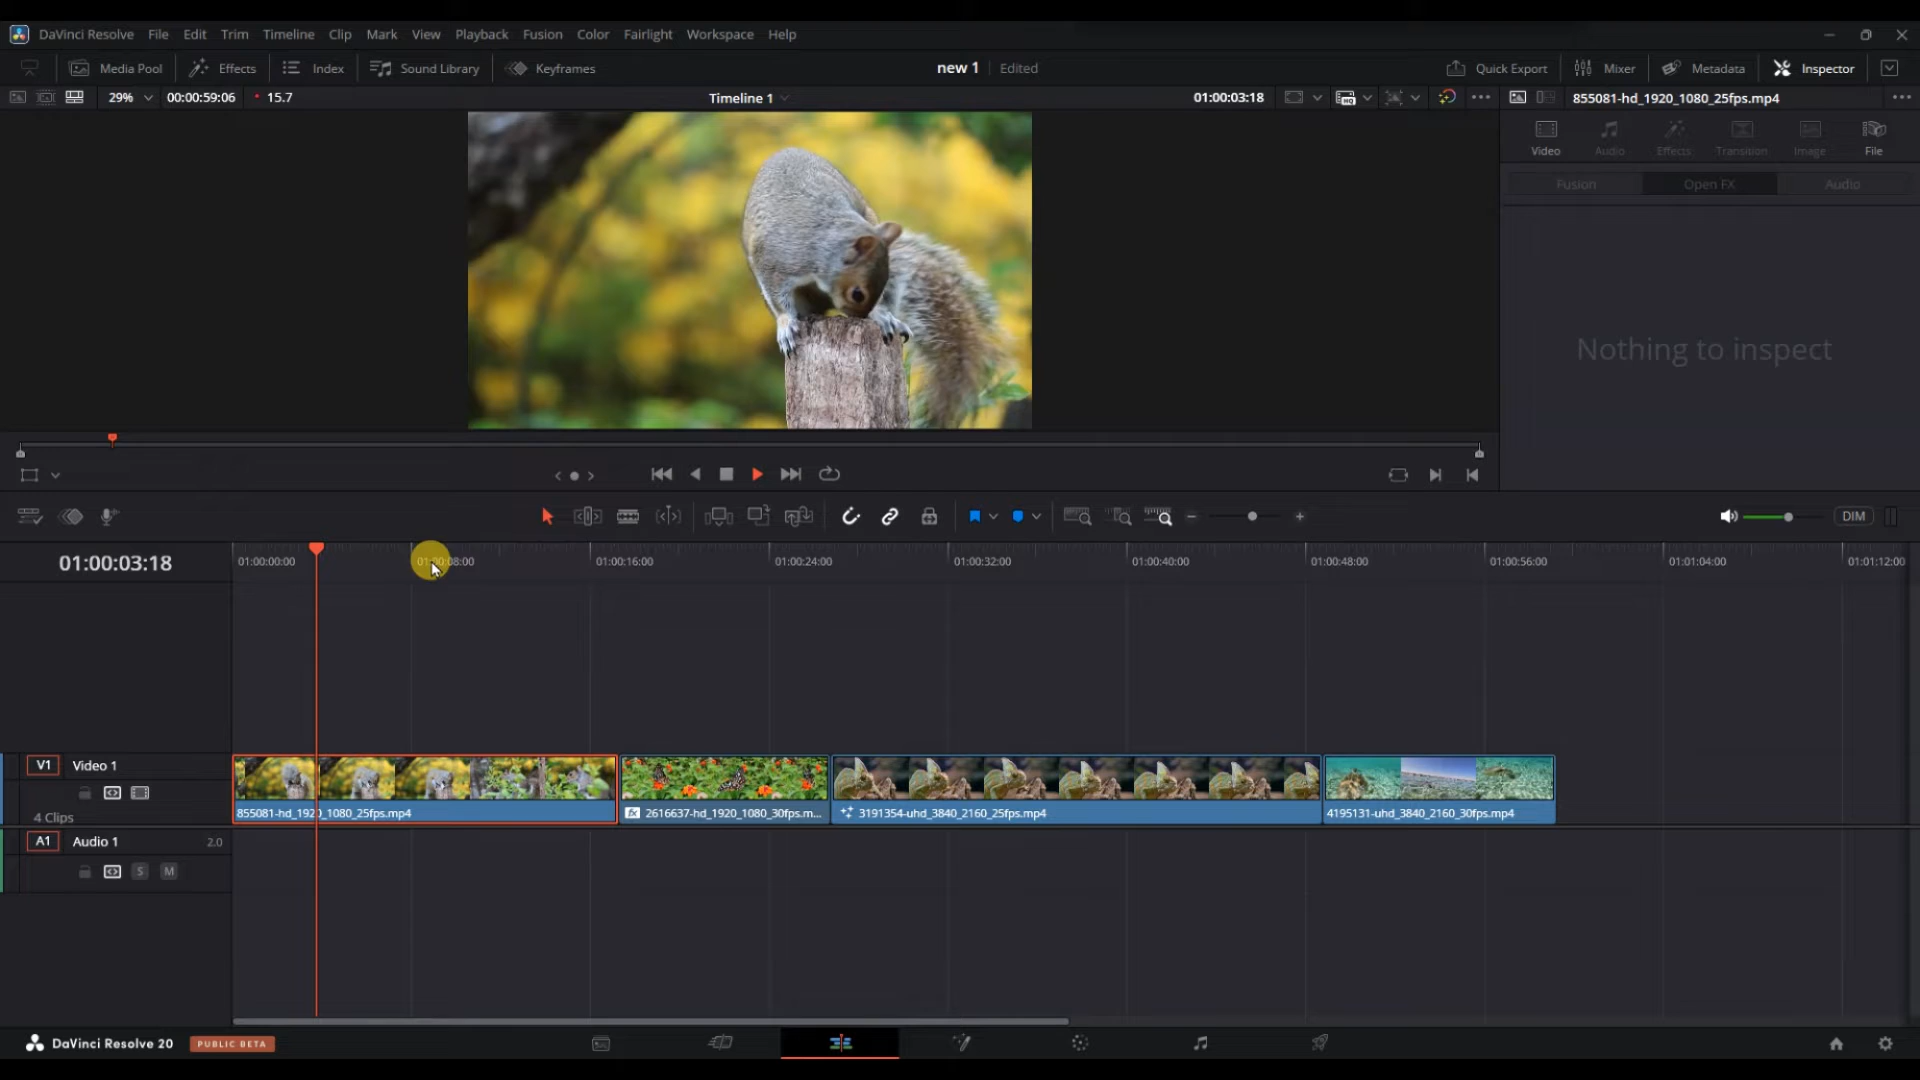 DaVinci Resolve File Edit Trim Timeline Clip Mark View Playback Fusion Color Fairlight Workspace Help
Media Pool Effects Index Sound Library Keyframes new 1 Edited Quick Export Mixer Metadata Inspector
29% 00:00:59:06 15.7 Timeline 1 01:00:03:18 855081-hd_1920_1080_25fps.mp4
Video Audio Effects Transition Image File
Fusion Open FX Audio
Nothing to inspect
DIM
01:00:03:18 01:00:00:00 01:00:08:00 01:00:16:00 01:00:24:00 01:00:32:00 01:00:40:00 01:00:48:00 01:00:56:00 01:01:04:00 01:01:12:00
V1 Video 1
4 Clips 855081-hd_1920_1080_25fps.mp4 2616637-hd_1920_1080_30fps.m... 3191354-uhd_3840_2160_25fps.mp4 4195131-uhd_3840_2160_30fps.mp4
A1 Audio 1 2.0
S M
DaVinci Resolve 20 PUBLIC BETA